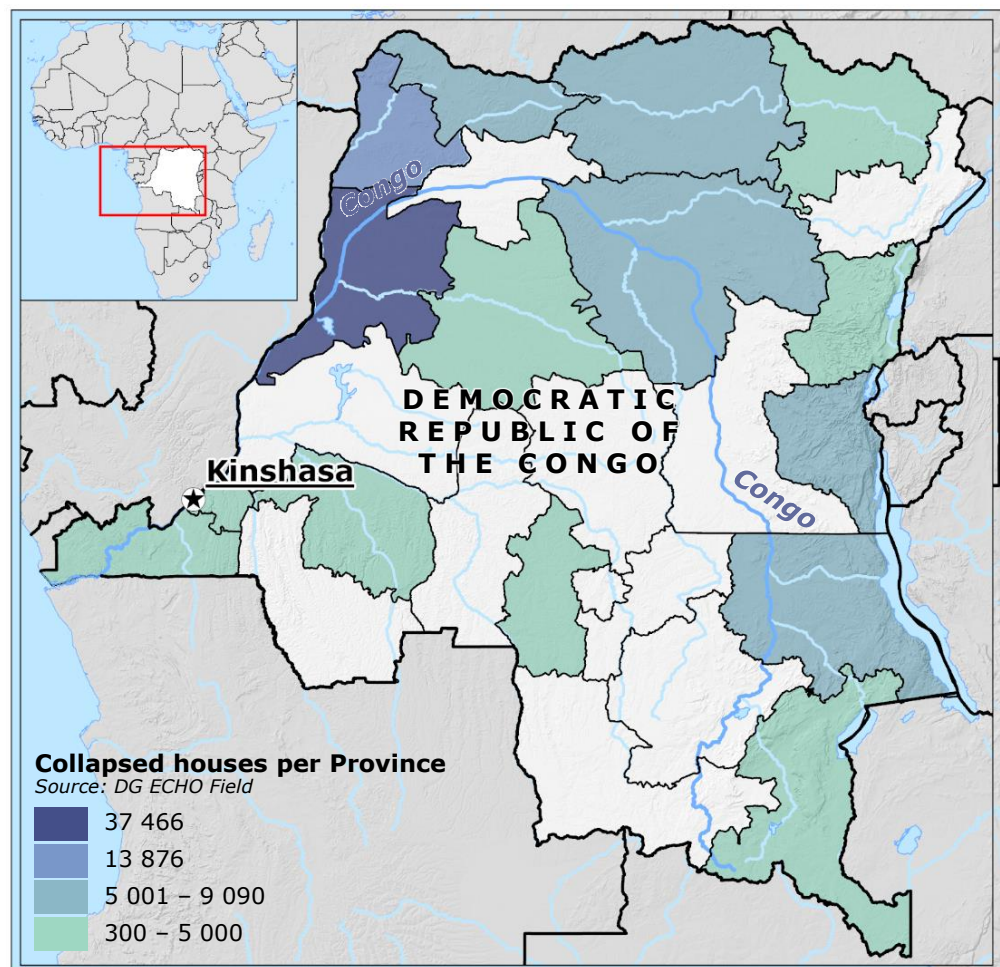 Congo
DEMOCRATIC
REPUBLIC OF
THE CONGO
Kinshasa
Congo
Collapsed houses per Province
Source: DG ECHO Field
37 466
13 876
5 001 – 9 090
300 – 5 000